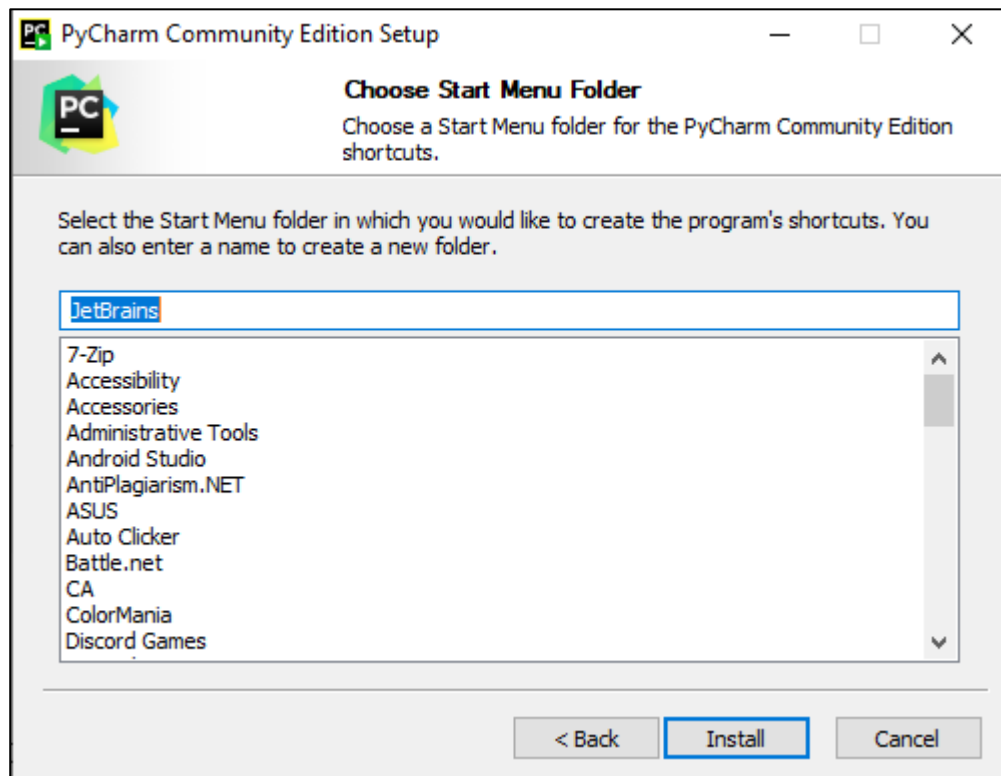 PC PyCharm Community Edition Setup
PC
Choose Start Menu Folder
Choose a Start Menu folder for the PyCharm Community Edition
shortcuts.
Select the Start Menu folder in which you would like to create the program's shortcuts. You
can also enter a name to create a new folder.
JetBrains
7-Zip
Accessibility
Accessories
Administrative Tools
Android Studio
AntiPlagiarism.NET
ASUS
Auto Clicker
Battle.net
CA
ColorMania
Discord Games
< Back
Install
Cancel